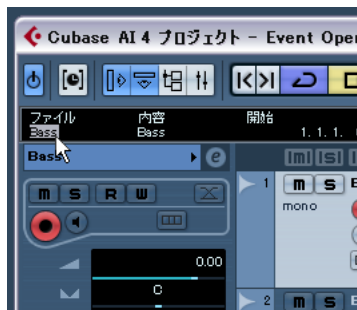 Cubase AI 4 プロジェクト - Event Oper
ファイル 内容 開始
Bass Bass 1. 1. 1.
Bass e
m s
1 m s E
mono
m S R W
0.00
C
2 m s E